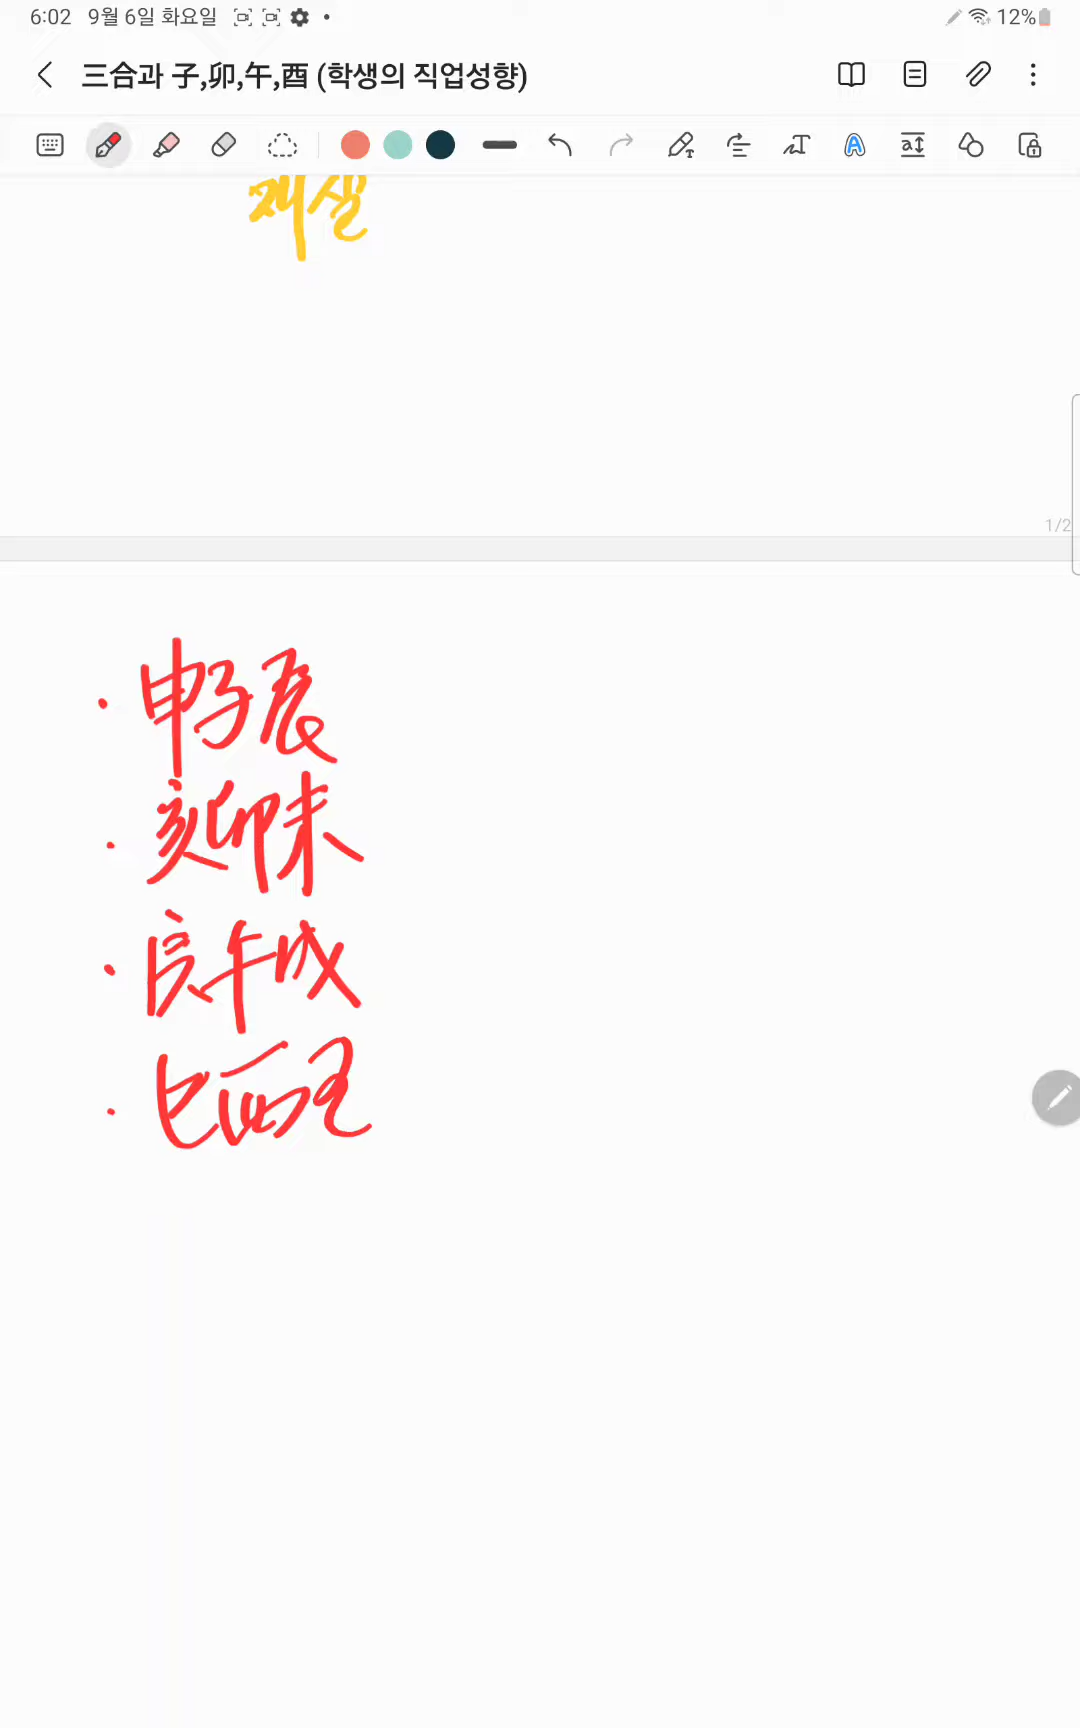 6:02 9월 6일 화요일 12%
三合과 子,卯,午,酉 (학생의 직업성향)
재살
1/2
· 申子辰
· 亥卯未
· 寅午戌
· 巳酉丑